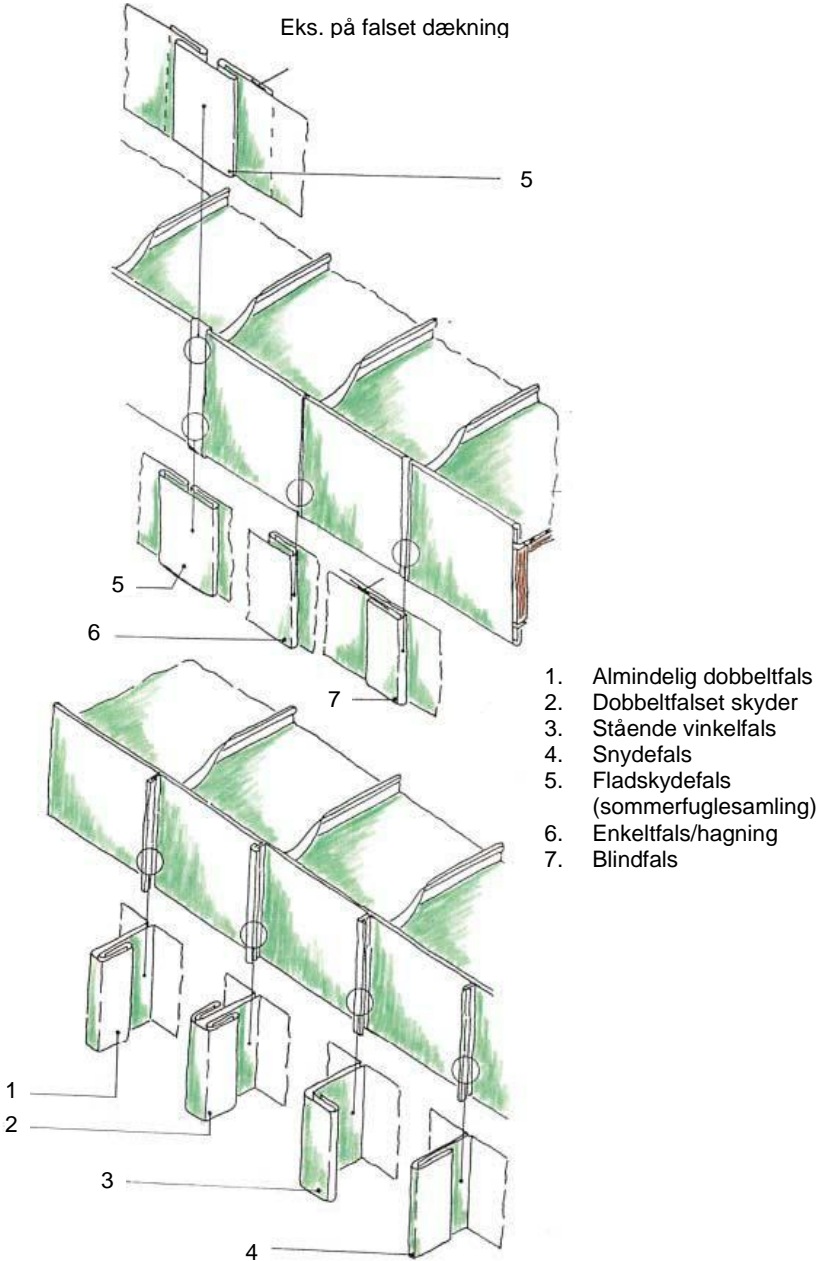 Eks. på falset dækning
5
5
6
7
1. Almindelig dobbeltfals
2. Dobbeltfalset skyder
3. Stående vinkelfals
4. Snydefals
5. Fladskydefals
(sommerfuglesamling)
6. Enkeltfals/hagning
7. Blindfals
1
2
3
4